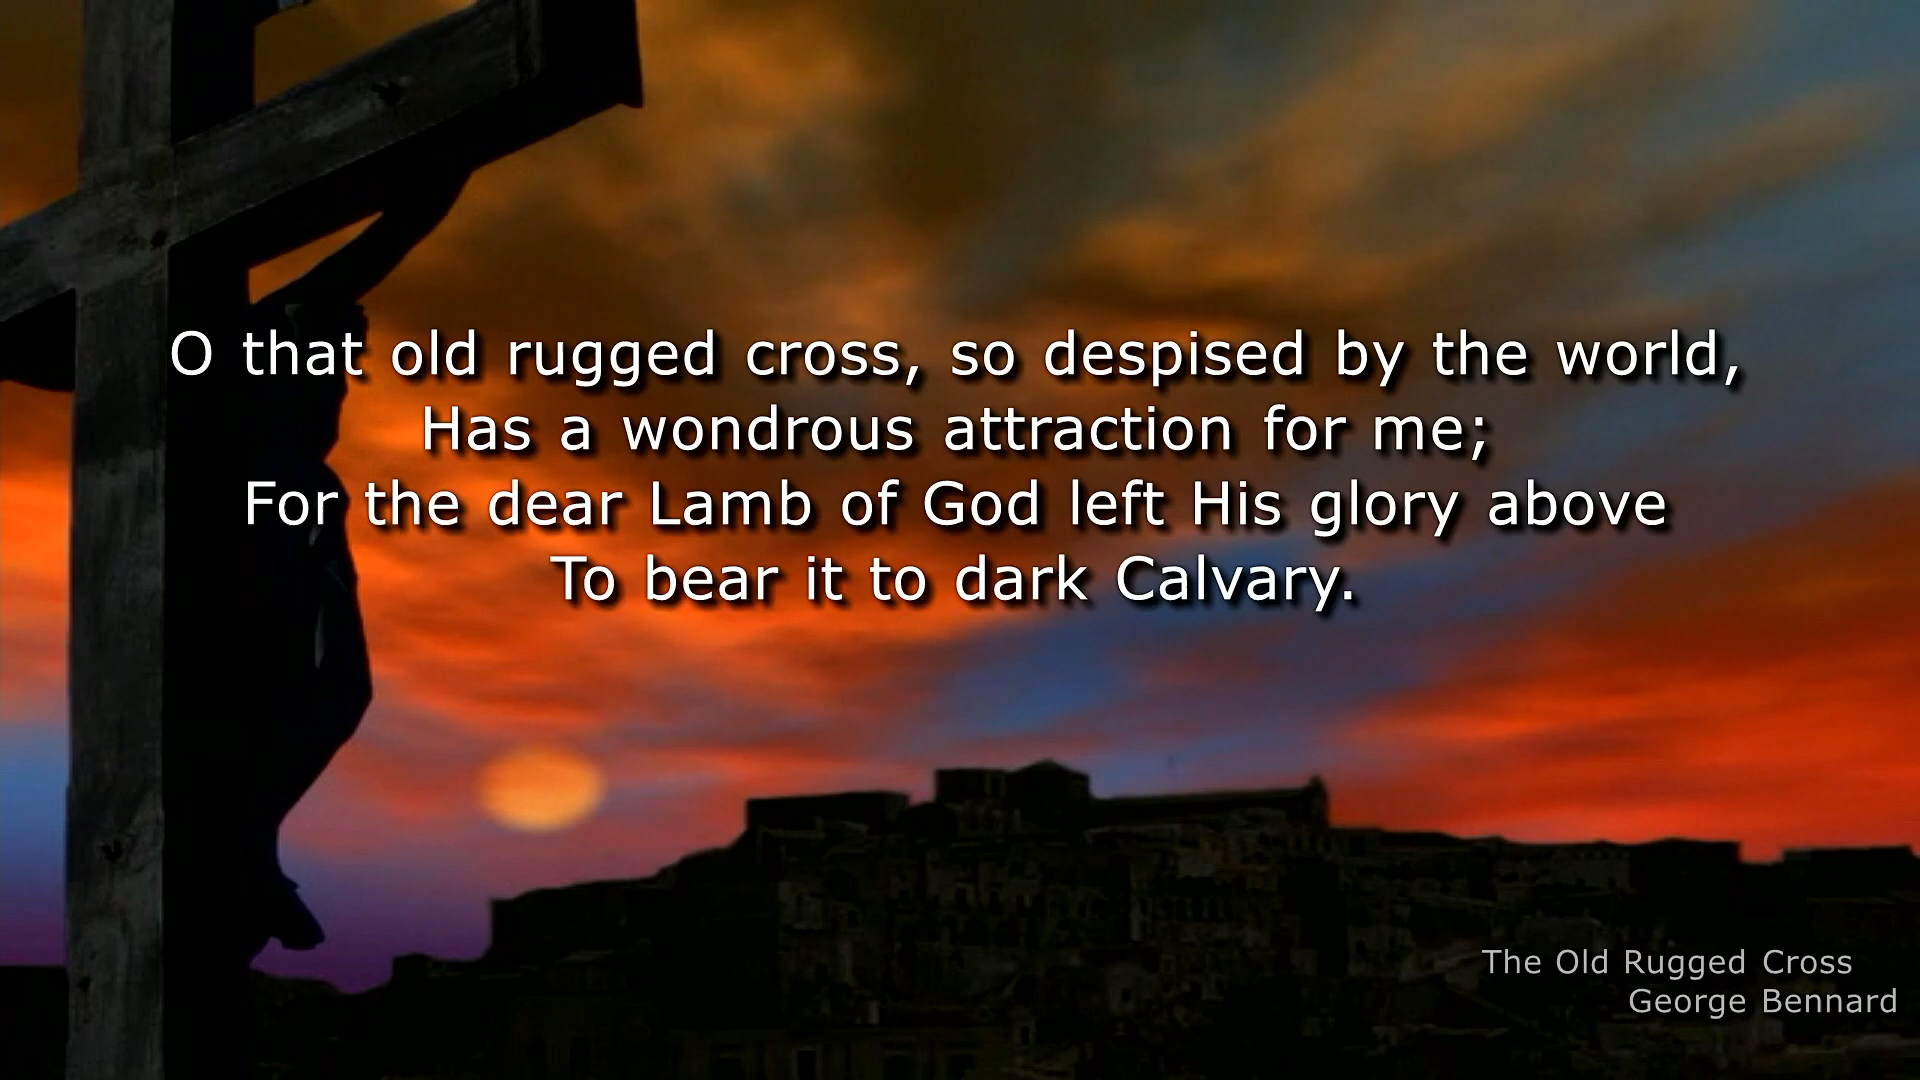 O that old rugged cross, so despised by the world,
Has a wondrous attraction for me;
For the dear Lamb of God left His glory above
To bear it to dark Calvary.
The Old Rugged Cross
George Bennard